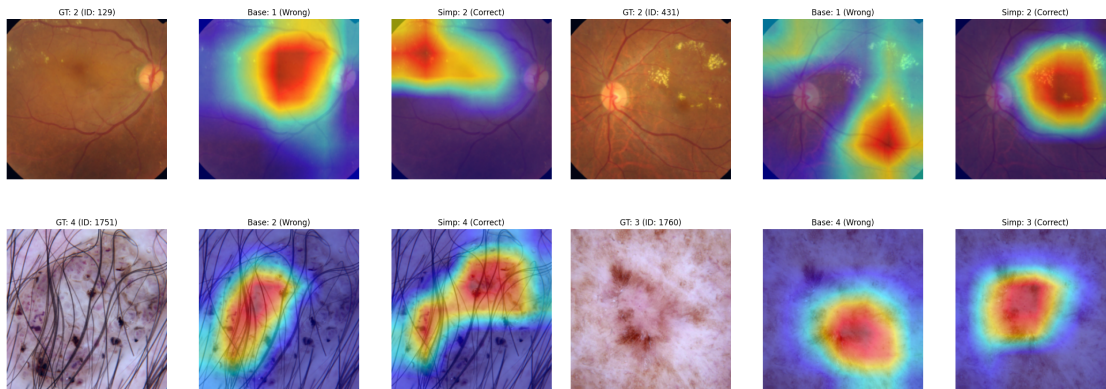 GT: 2 (ID: 129)
Base: 1 (Wrong)
Simp: 2 (Correct)
GT: 2 (ID: 431)
Base: 1 (Wrong)
Simp: 2 (Correct)
GT: 4 (ID: 1751)
Base: 2 (Wrong)
Simp: 4 (Correct)
GT: 3 (ID: 1760)
Base: 4 (Wrong)
Simp: 3 (Correct)